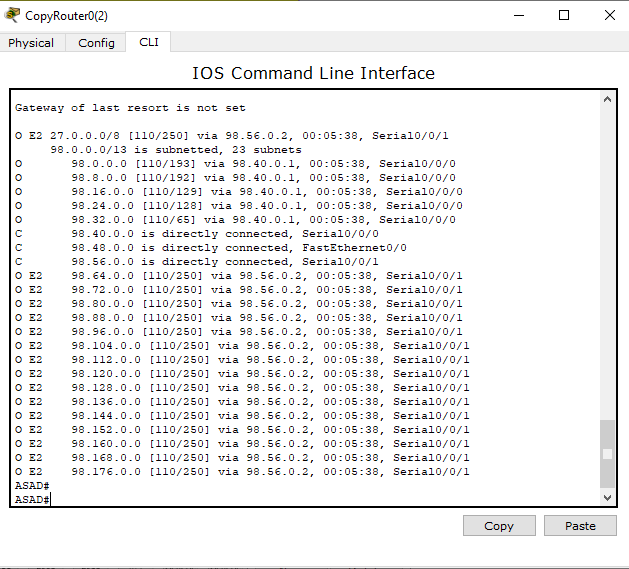 CopyRouter0(2)
Physical Config CLI
IOS Command Line Interface
Gateway of last resort is not set
O E2 27.0.0.0/8 [110/250] via 98.56.0.2, 00:05:38, Serial0/0/1
98.0.0.0/13 is subnetted, 23 subnets
O 98.0.0.0 [110/193] via 98.40.0.1, 00:05:38, Serial0/0/0
O 98.8.0.0 [110/192] via 98.40.0.1, 00:05:38, Serial0/0/0
O 98.16.0.0 [110/129] via 98.40.0.1, 00:05:38, Serial0/0/0
O 98.24.0.0 [110/128] via 98.40.0.1, 00:05:38, Serial0/0/0
O 98.32.0.0 [110/65] via 98.40.0.1, 00:05:38, Serial0/0/0
C 98.40.0.0 is directly connected, Serial0/0/0
C 98.48.0.0 is directly connected, FastEthernet0/0
C 98.56.0.0 is directly connected, Serial0/0/1
O E2 98.64.0.0 [110/250] via 98.56.0.2, 00:05:38, Serial0/0/1
O E2 98.72.0.0 [110/250] via 98.56.0.2, 00:05:38, Serial0/0/1
O E2 98.80.0.0 [110/250] via 98.56.0.2, 00:05:38, Serial0/0/1
O E2 98.88.0.0 [110/250] via 98.56.0.2, 00:05:38, Serial0/0/1
O E2 98.96.0.0 [110/250] via 98.56.0.2, 00:05:38, Serial0/0/1
O E2 98.104.0.0 [110/250] via 98.56.0.2, 00:05:38, Serial0/0/1
O E2 98.112.0.0 [110/250] via 98.56.0.2, 00:05:38, Serial0/0/1
O E2 98.120.0.0 [110/250] via 98.56.0.2, 00:05:38, Serial0/0/1
O E2 98.128.0.0 [110/250] via 98.56.0.2, 00:05:38, Serial0/0/1
O E2 98.136.0.0 [110/250] via 98.56.0.2, 00:05:38, Serial0/0/1
O E2 98.144.0.0 [110/250] via 98.56.0.2, 00:05:38, Serial0/0/1
O E2 98.152.0.0 [110/250] via 98.56.0.2, 00:05:38, Serial0/0/1
O E2 98.160.0.0 [110/250] via 98.56.0.2, 00:05:38, Serial0/0/1
O E2 98.168.0.0 [110/250] via 98.56.0.2, 00:05:38, Serial0/0/1
O E2 98.176.0.0 [110/250] via 98.56.0.2, 00:05:38, Serial0/0/1
ASAD#
ASAD#
Copy Paste